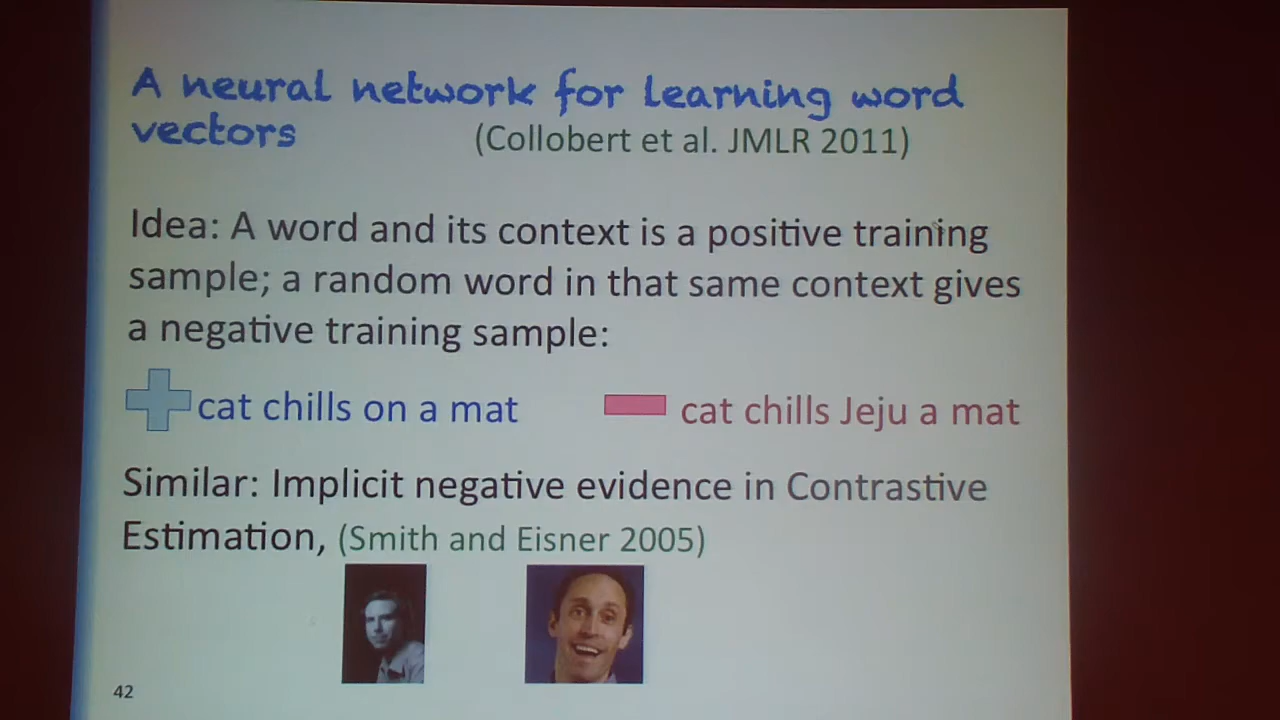 A neural network for learning word
vectors (Collobert et al. JMLR 2011)
Idea: A word and its context is a positive training
sample; a random word in that same context gives
a negative training sample:
cat chills on a mat cat chills Jeju a mat
Similar: Implicit negative evidence in Contrastive
Estimation, (Smith and Eisner 2005)
42